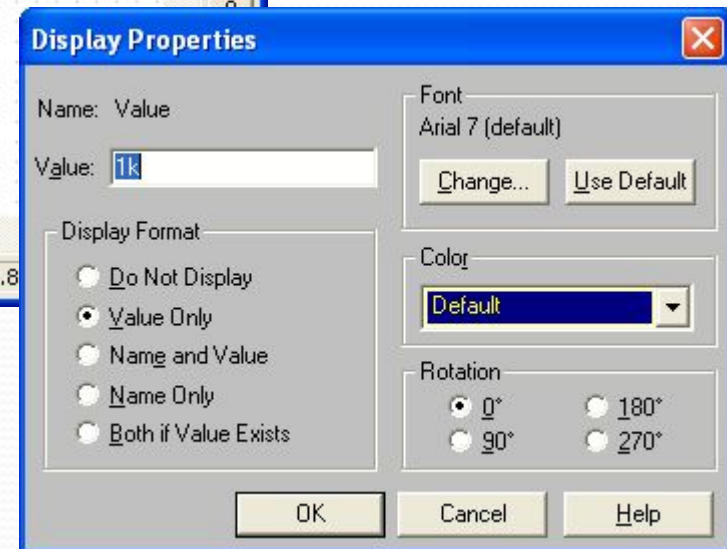 Display Properties
Name: Value
Value: 1k
Display Format
Do Not Display
Value Only
Name and Value
Name Only
Both if Value Exists
Font
Arial 7 (default)
Change...
Use Default
Color
Default
Rotation
0°
180°
90°
270°
OK
Cancel
Help
.8